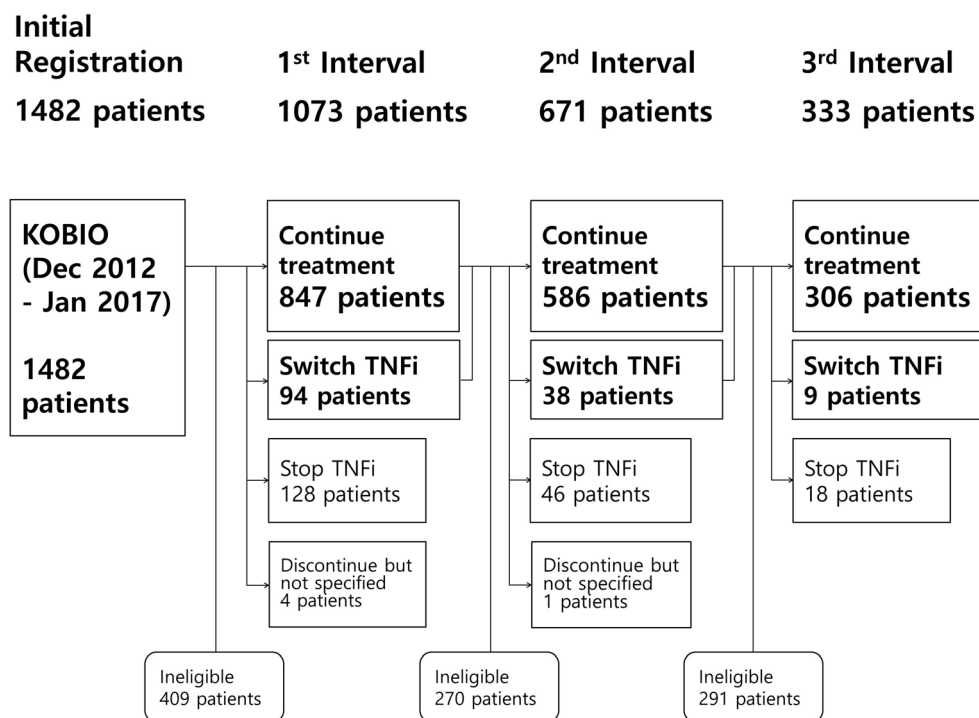 Initial
Registration
1482 patients
1st Interval
1073 patients
2nd Interval
671 patients
3rd Interval
333 patients
KOBIO
(Dec 2012
- Jan 2017)
1482
patients
Continue
treatment
847 patients
Switch TNFi
94 patients
Stop TNFi
128 patients
Discontinue but
not specified
4 patients
Continue
treatment
586 patients
Switch TNFi
38 patients
Stop TNFi
46 patients
Discontinue but
not specified
1 patients
Continue
treatment
306 patients
Switch TNFi
9 patients
Stop TNFi
18 patients
Ineligible
409 patients
Ineligible
270 patients
Ineligible
291 patients